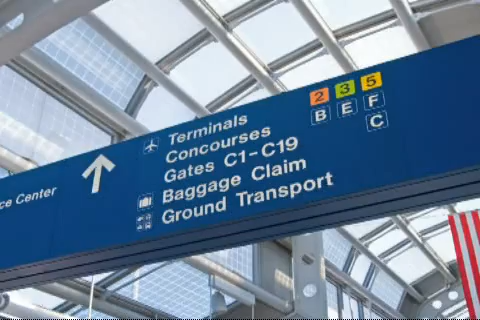 ce Center
Terminals 2 3 5
Concourses B E F
Gates C1-C19 C
Baggage Claim
Ground Transport